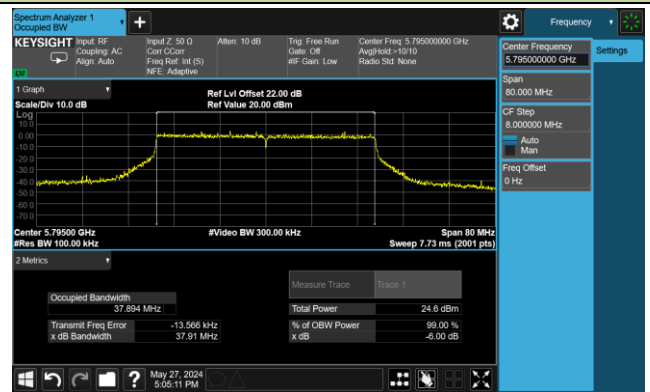 Spectrum Analyzer 1
Occupied BW
Frequency
KEYSIGHT
Input: RF
Coupling: AC
Align: Auto
Input Z: 50 Ω
Corr CCorr
Freq Ref: Int (S)
NFE: Adaptive
Atten: 10 dB
Trig: Free Run
Gate: Off
#IF Gain: Low
Center Freq: 5.795000000 GHz
Avg|Hold:>10/10
Radio Std: None
Center Frequency
5.795000000 GHz
Settings
Span
80.000 MHz
CF Step
8.000000 MHz
Auto
Man
Freq Offset
0 Hz
1 Graph
Scale/Div 10.0 dB
Ref Lvl Offset 22.00 dB
Ref Value 20.00 dBm
Log
10.0
0.00
-10.0
-20.0
-30.0
-40.0
-50.0
-60.0
-70.0
Center 5.79500 GHz
#Res BW 100.00 kHz
#Video BW 300.00 kHz
Span 80 MHz
Sweep 7.73 ms (2001 pts)
2 Metrics
Measure Trace
Trace 1
Occupied Bandwidth
37.894 MHz
Total Power
24.6 dBm
Transmit Freq Error
-13.566 kHz
% of OBW Power
99.00 %
x dB Bandwidth
37.91 MHz
x dB
-6.00 dB
May 27, 2024
5:05:11 PM